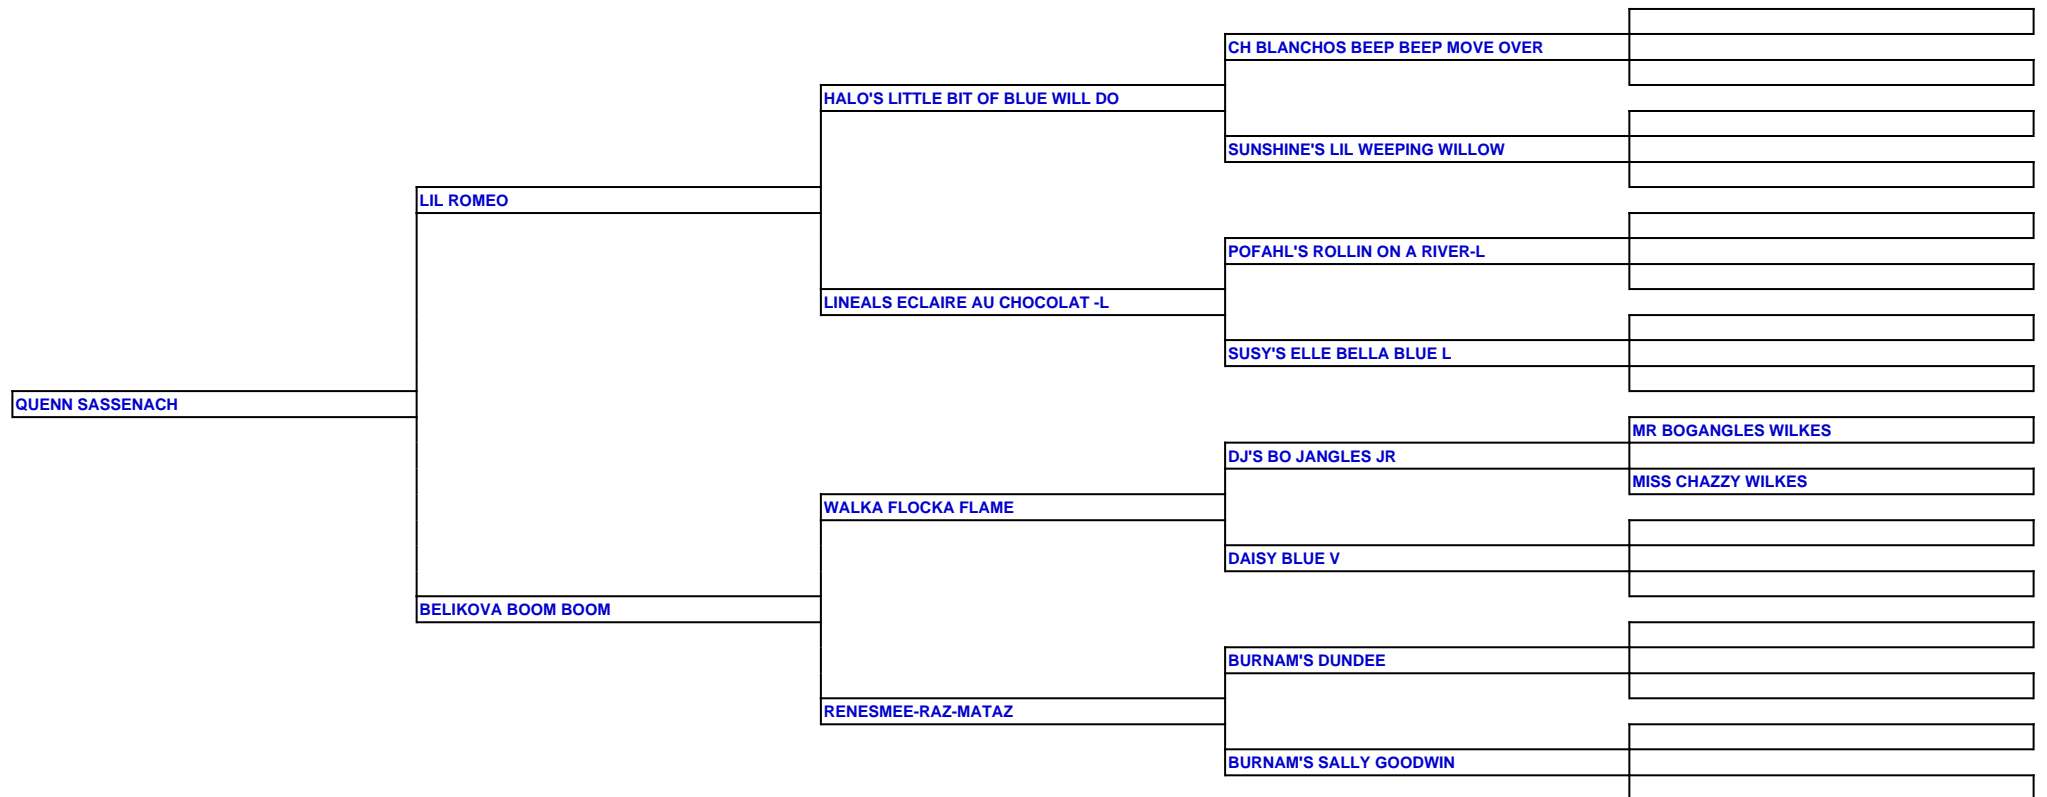 CH BLANCHOS BEEP BEEP MOVE OVER
HALO'S LITTLE BIT OF BLUE WILL DO
SUNSHINE'S LIL WEEPING WILLOW
LIL ROMEO
POFAHL'S ROLLIN ON A RIVER-L
LINEALS ECLAIRE AU CHOCOLAT -L
SUSY'S ELLE BELLA BLUE L
QUENN SASSENACH
MR BOGANGLES WILKES
DJ'S BO JANGLES JR
MISS CHAZZY WILKES
WALKA FLOCKA FLAME
DAISY BLUE V
BELIKOVA BOOM BOOM
BURNAM'S DUNDEE
RENESMEE-RAZ-MATAZ
BURNAM'S SALLY GOODWIN